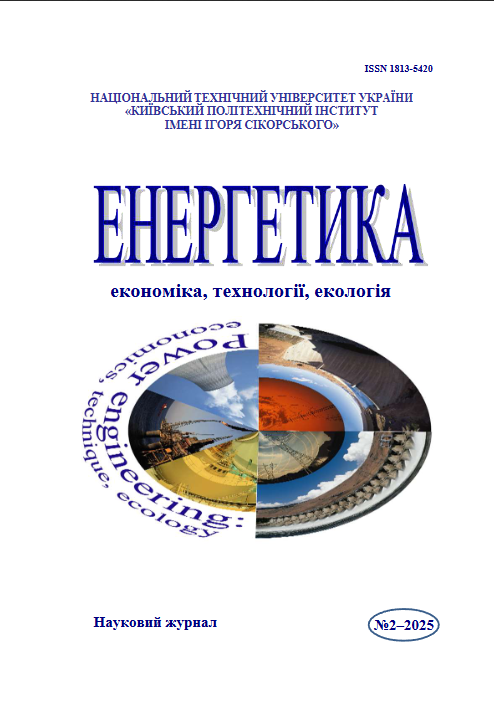 ISSN 1813-5420
НАЦІОНАЛЬНИЙ ТЕХНІЧНИЙ УНІВЕРСИТЕТ УКРАЇНИ
«КИЇВСЬКИЙ ПОЛІТЕХНІЧНИЙ ІНСТИТУТ
ІМЕНІ ІГОРЯ СІКОРСЬКОГО»
ЕНЕРГЕТИКА
економіка, технології, екологія
Power engineering:
economics, technique, ecology
Науковий журнал
№2–2025